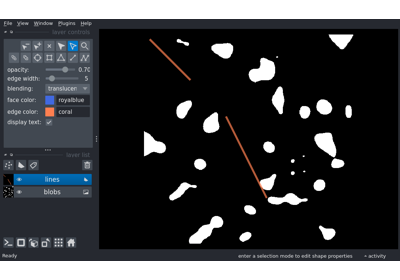 File View Window Plugins Help
layer controls
opacity: 0.70
edge width: 5
blending: translucen
face color: royalblue
edge color: coral
display text:
layer list
lines
blobs
Ready enter a selection mode to edit shape properties activity